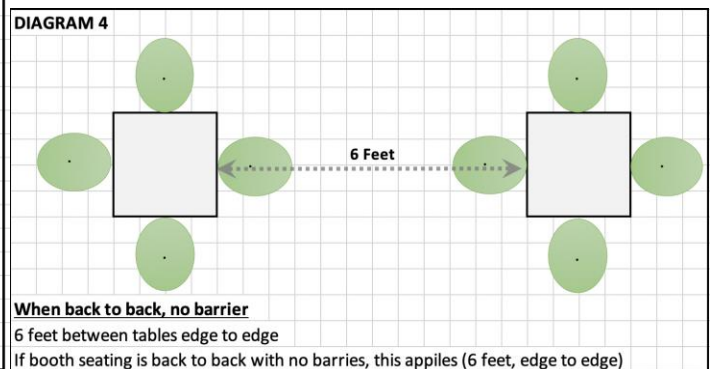 DIAGRAM 4
6 Feet
When back to back, no barrier
6 feet between tables edge to edge
If booth seating is back to back with no barries, this appiles (6 feet, edge to edge)